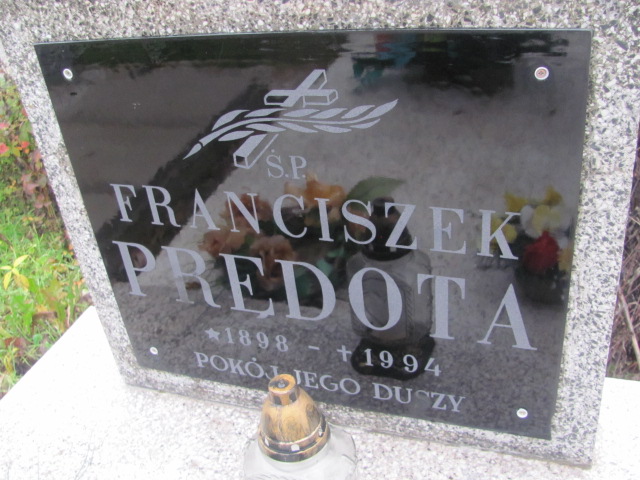 Ś.P.
FRANCISZEK
PREDOTA
★1898 - ✝1994
POKÓJ JEGO DUSZY